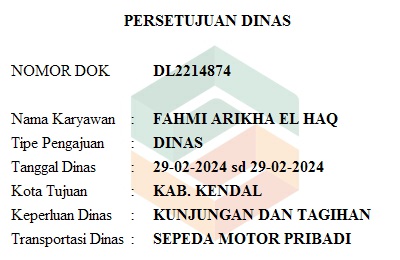 PERSETUJUAN DINAS
NOMOR DOK DL2214874
Nama Karyawan : FAHMI ARIKHA EL HAQ
Tipe Pengajuan : DINAS
Tanggal Dinas : 29-02-2024 sd 29-02-2024
Kota Tujuan : KAB. KENDAL
Keperluan Dinas : KUNJUNGAN DAN TAGIHAN
Transportasi Dinas : SEPEDA MOTOR PRIBADI